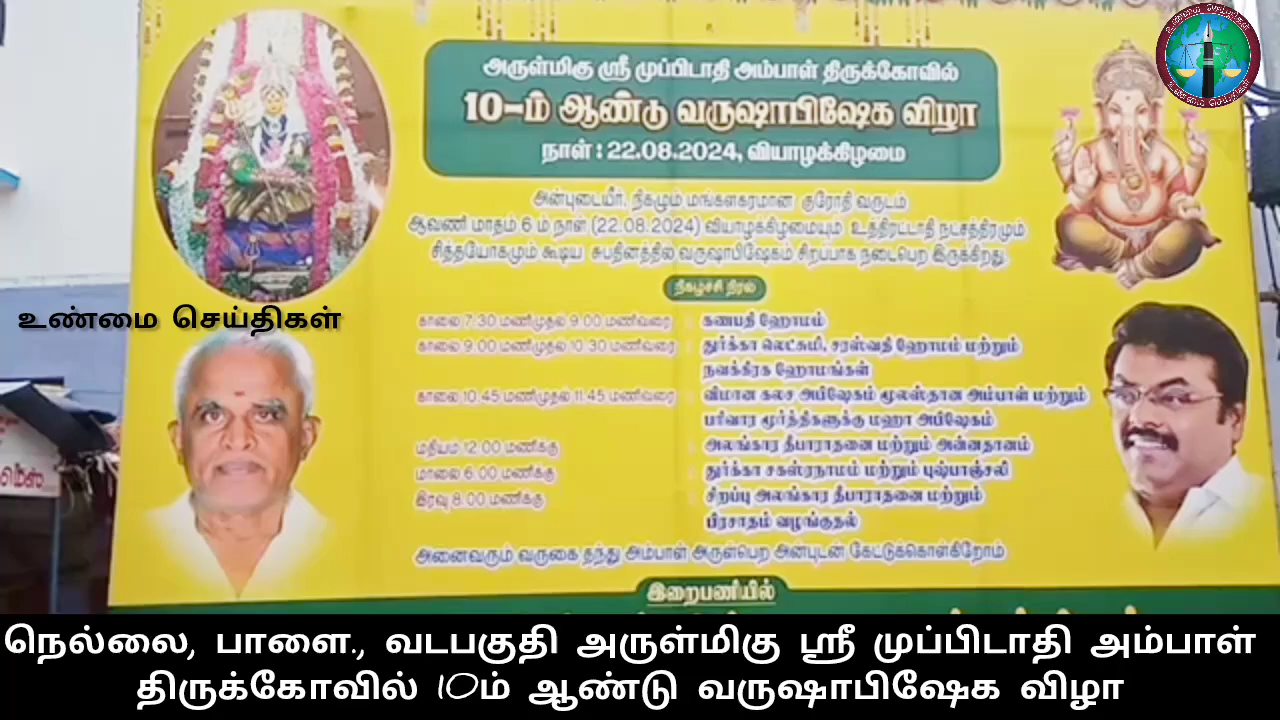 உண்மை செய்திகள்
உண்மை செய்திகள்
அருள்மிகு ஸ்ரீ முப்பிடாதி அம்பாள் திருக்கோவில்
10-ம் ஆண்டு வருஷாபிஷேக விழா
நாள் : 22.08.2024, வியாழக்கிழமை
அன்புடையீர், நிகழும் மங்களகரமான குரோதி வருடம்
ஆவணி மாதம் 6 ம் நாள் (22.08.2024) வியாழக்கிழமையும் உத்திரட்டாதி நட்சத்திரமும்
சித்தயோகமும் கூடிய சுபதினத்தில் வருஷாபிஷேகம் சிறப்பாக நடைபெற இருக்கிறது.
நிகழ்ச்சி நிரல்
உண்மை செய்திகள்
காலை 7.30 மணிமுதல் 9.00 மணிவரை : கணபதி ஹோமம்
காலை 9.00 மணிமுதல் 10.30 மணிவரை : துர்க்கா லெட்சுமி, சரஸ்வதி ஹோமம் மற்றும்
நவக்கிரக ஹோமங்கள்
காலை 10.45 மணிமுதல் 11.45 மணிவரை : விமான கலச அபிஷேகம் மூலஸ்தான அம்பாள் மற்றும்
பரிவார மூர்த்திகளுக்கு மஹா அபிஷேகம்
மதியம் 12.00 மணிக்கு : அலங்கார தீபாராதனை மற்றும் அன்னதானம்
மாலை 6.00 மணிக்கு : துர்க்கா சகஸ்ரநாமம் மற்றும் புஷ்பாஞ்சலி
இரவு 8.00 மணிக்கு : சிறப்பு அலங்கார தீபாராதனை மற்றும்
பிரசாதம் வழங்குதல்
அனைவரும் வருகை தந்து அம்பாள் அருள்பெற அன்புடன் கேட்டுக்கொள்கிறோம்
இறைபணியில்
நெல்லை, பாளை., வடபகுதி அருள்மிகு ஸ்ரீ முப்பிடாதி அம்பாள்
திருக்கோவில் 10ம் ஆண்டு வருஷாபிஷேக விழா